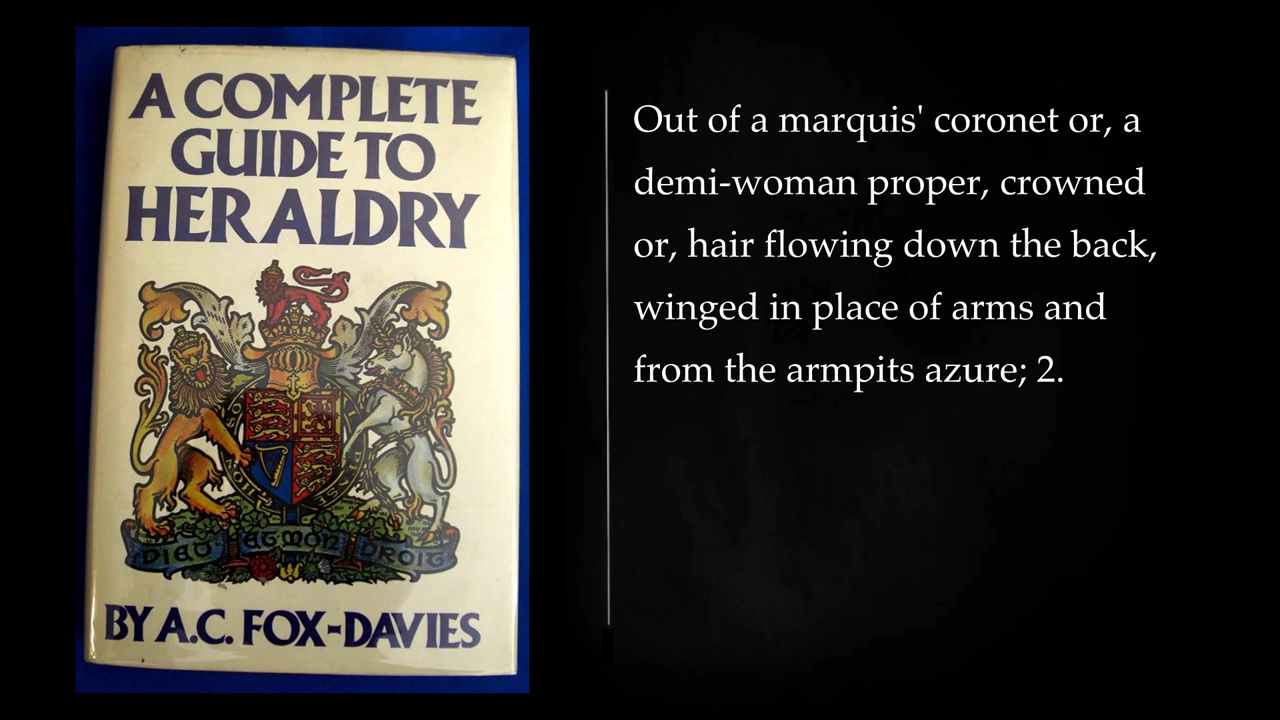 A COMPLETE
GUIDE TO
HERALDRY
DIEU ET MON DROIT
BY A.C. FOX-DAVIES
Out of a marquis' coronet or, a
demi-woman proper, crowned
or, hair flowing down the back,
winged in place of arms and
from the armpits azure; 2.